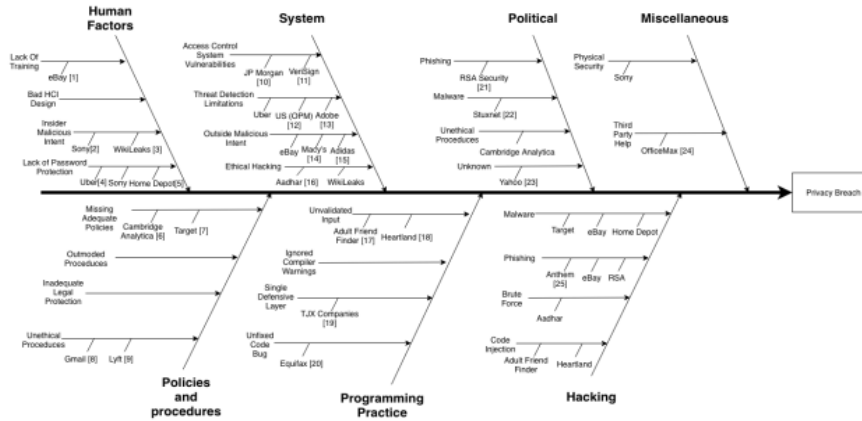 Human
Factors
System
Political
Miscellaneous
Lack Of
Training
eBay [1]
Bad HCI
Design
Insider
Malicious
Intent
Sony[2]
WikiLeaks [3]
Lack of Password
Protection
Uber[4]
Sony
Home Depot[5]
Access Control
System
Vulnerabilities
JP Morgan
[10]
VeriSign
[11]
Threat Detection
Limitations
Uber
US (OPM)
[12]
Adobe
[13]
Outside Malicious
Intent
eBay
Macy's
[14]
Adidas
[15]
Ethical Hacking
Aadhar [16]
WikiLeaks
Phishing
RSA Security
[21]
Malware
Stuxnet [22]
Unethical
Procedures
Cambridge Analytica
Unknown
Yahoo [23]
Physical
Security
Sony
Third
Party
Help
OfficeMax [24]
Privacy Breach
Missing
Adequate
Policies
Cambridge
Analytica [6]
Target [7]
Outmoded
Procedures
Inadequate
Legal
Protection
Unethical
Procedures
Gmail [8]
Lyft [9]
Policies
and
procedures
Unvalidated
Input
Adult Friend
Finder [17]
Heartland [18]
Ignored
Compiler
Warnings
Single
Defensive
Layer
TJX Companies
[19]
Unfixed
Code
Bug
Equifax [20]
Programming
Practice
Malware
Target
eBay
Home Depot
Phishing
Anthem
[25]
eBay
RSA
Brute
Force
Aadhar
Code
Injection
Adult Friend
Finder
Heartland
Hacking